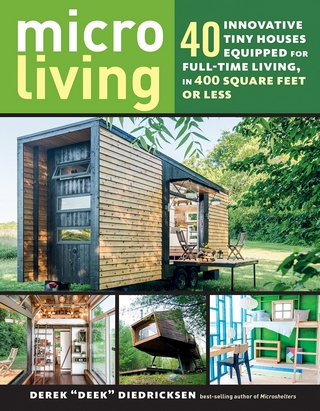 micro
living
40
INNOVATIVE
TINY HOUSES
EQUIPPED FOR
FULL-TIME LIVING,
IN 400 SQUARE FEET
OR LESS
DEREK “DEEK” DIEDRICKSEN best-selling author of Microshelters